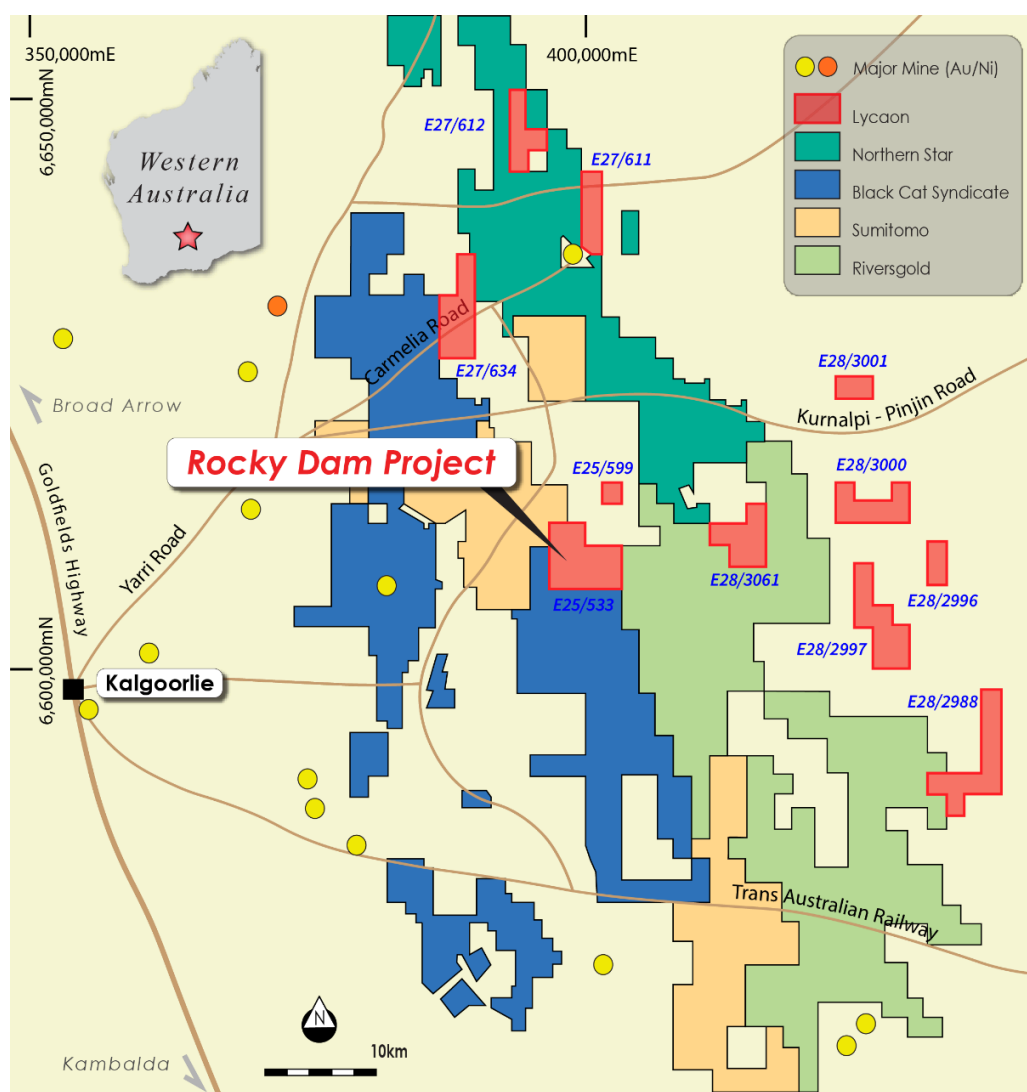 350,000mE
400,000mE
6,650,000mN
6,600,000mN
Western
Australia
Major Mine (Au/Ni)
Lycaon
Northern Star
Black Cat Syndicate
Sumitomo
Riversgold
E27/612
E27/611
Carmelia Road
E27/634
E28/3001
Kurnalpi - Pinjin Road
Broad Arrow
Goldfields Highway
Rocky Dam Project
E25/599
E28/3000
Yarri Road
E28/3061
E28/2996
E25/533
E28/2997
Kalgoorlie
E28/2988
Trans Australian Railway
N
10km
Kambalda